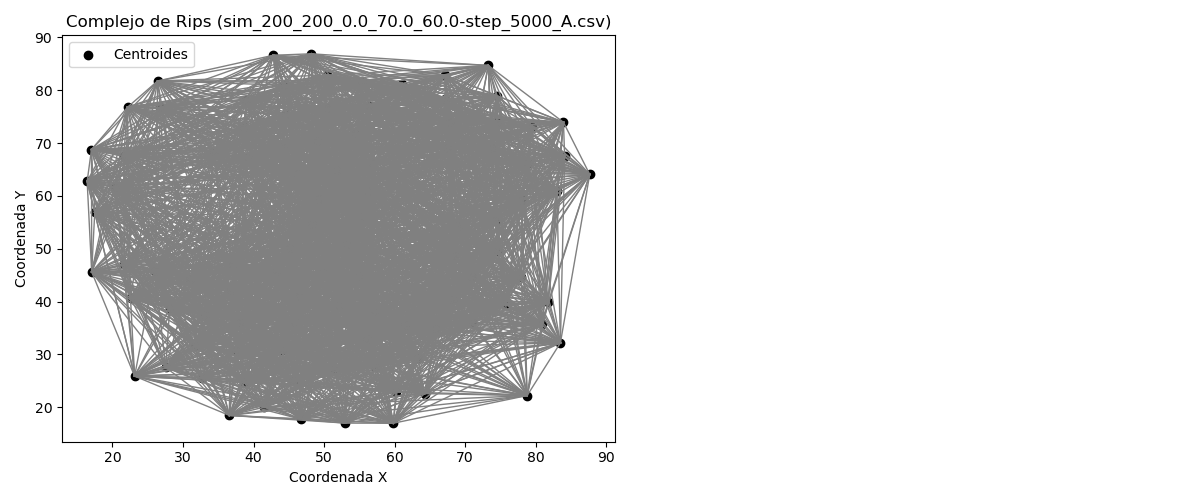 Complejo de Rips (sim_200_200_0.0_70.0_60.0-step_5000_A.csv)
Centroides
90
80
70
60
50
40
30
20
Coordenada Y
20 30 40 50 60 70 80 90
Coordenada X